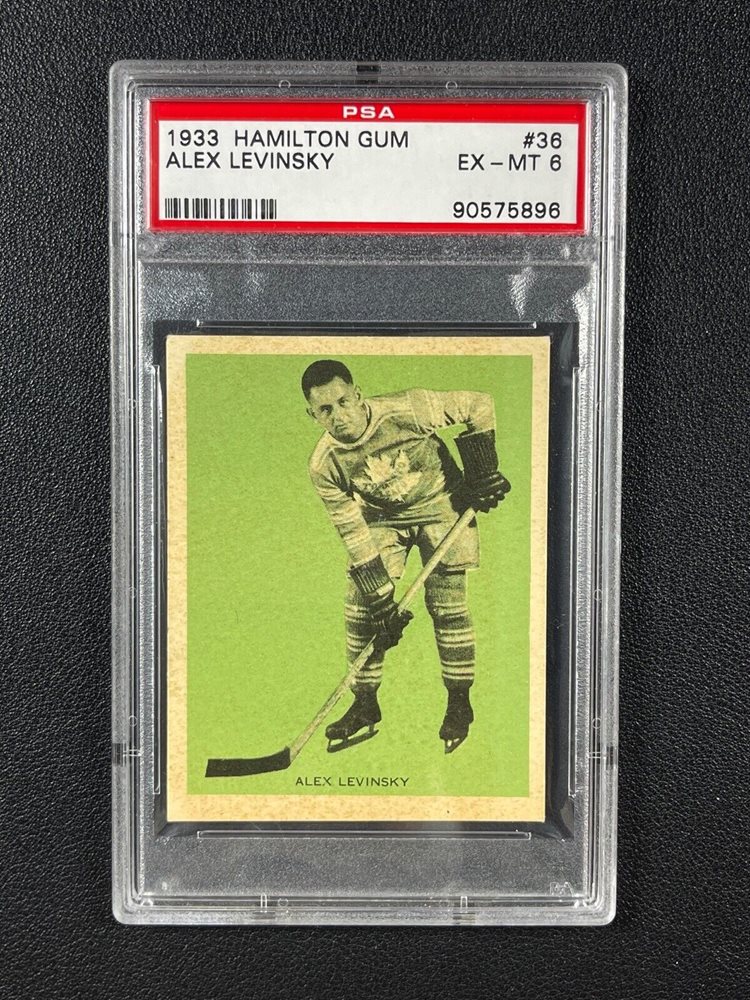 PSA
1933 HAMILTON GUM #36
ALEX LEVINSKY EX - MT 6
90575896
ALEX LEVINSKY